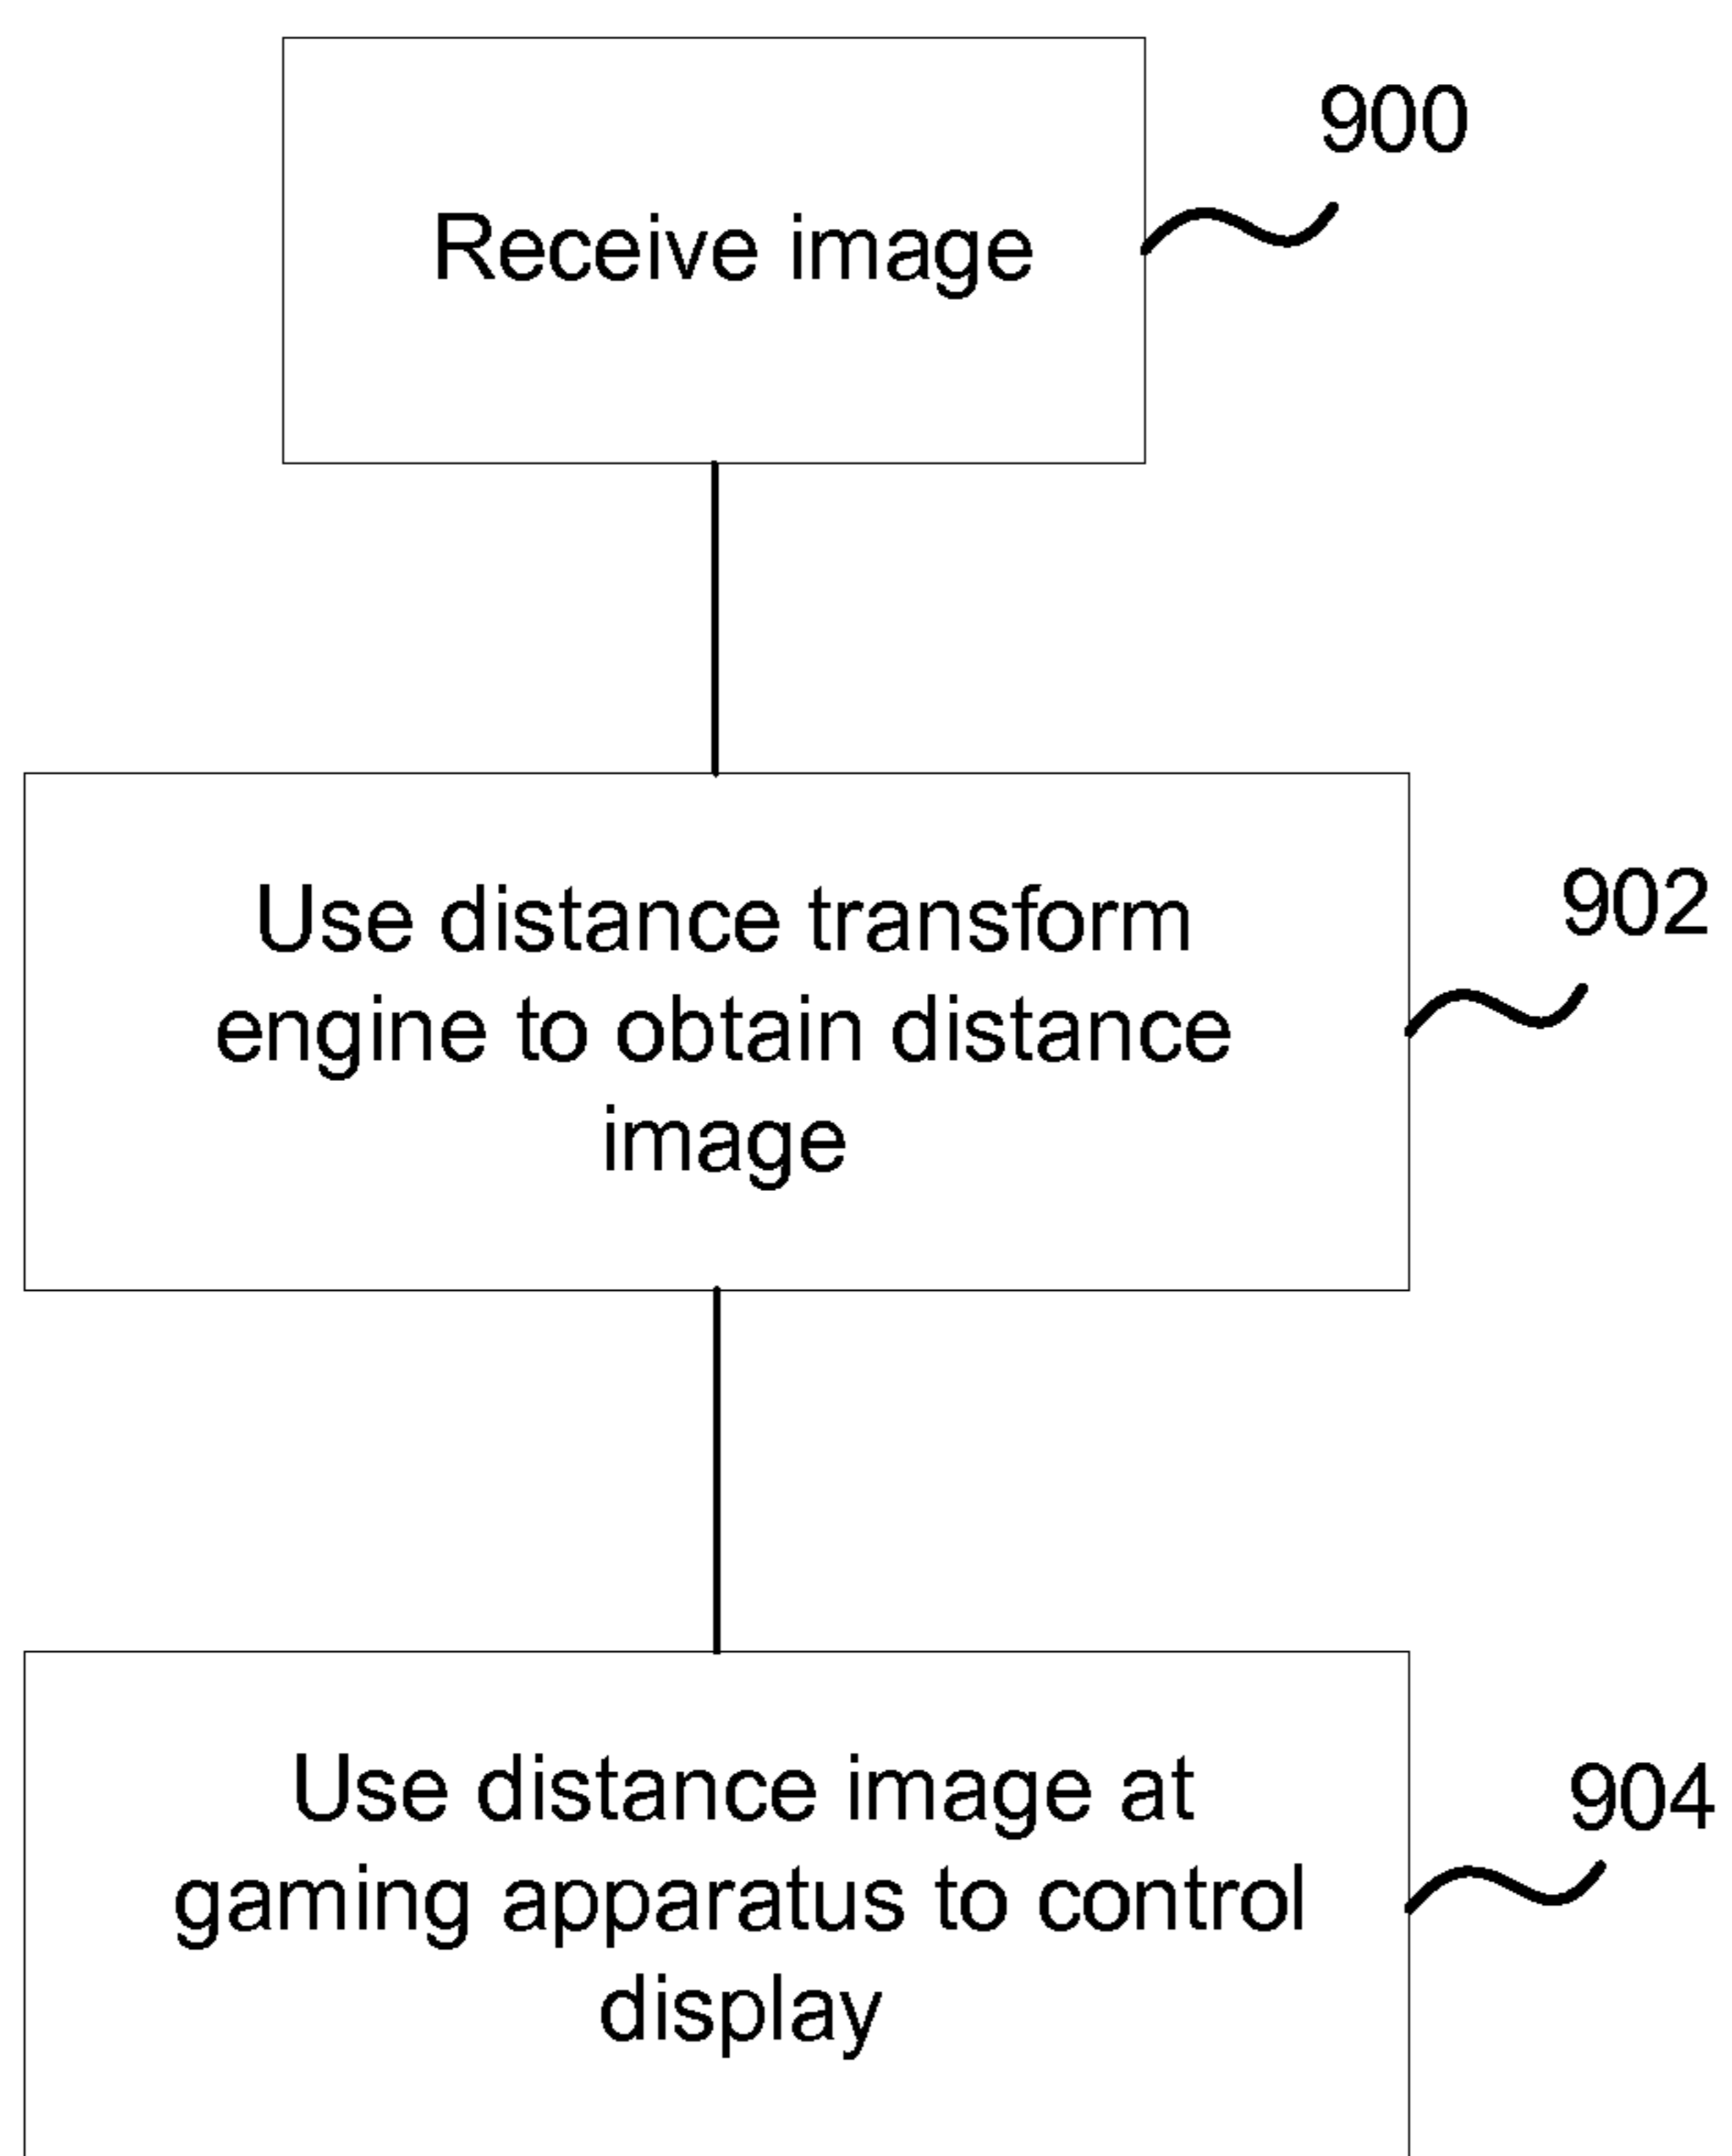 900
Receive image
902
Use distance transform
engine to obtain distance
image
904
Use distance image at
gaming apparatus to control
display